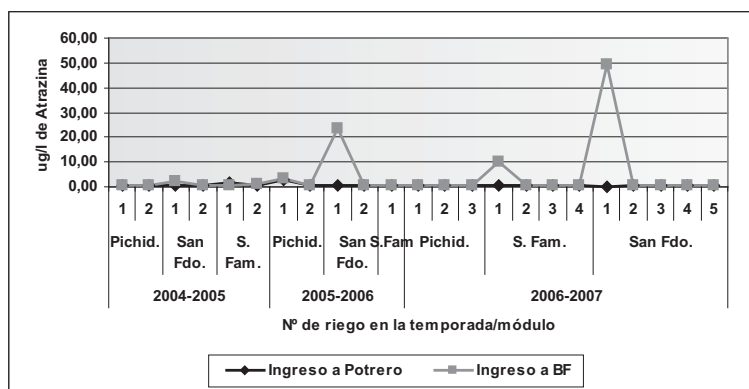 60,00
50,00
40,00
30,00
20,00
10,00
0,00
ug/l de Atrazina
1 2 1 2 1 2 1 2 1 2 1 1 2 3 1 2 3 4 1 2 3 4 5
Pichid. San Fdo. S. Fam. Pichid. San Fdo. S.Fam Pichid. S. Fam. San Fdo.
2004-2005 2005-2006 2006-2007
Nº de riego en la temporada/módulo
Ingreso a Potrero Ingreso a BF